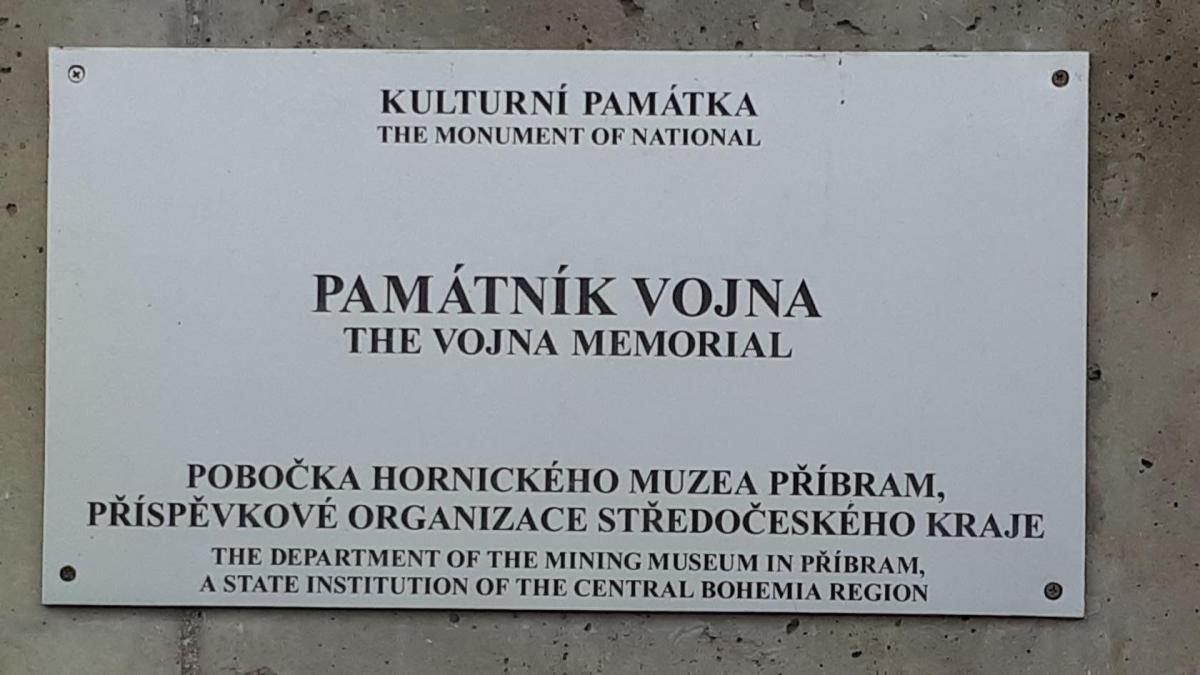 KULTURNÍ PAMÁTKA
THE MONUMENT OF NATIONAL
PAMÁTNÍK VOJNA
THE VOJNA MEMORIAL
POBOČKA HORNICKÉHO MUZEA PŘÍBRAM,
PŘÍSPĚVKOVÉ ORGANIZACE STŘEDOČESKÉHO KRAJE
THE DEPARTMENT OF THE MINING MUSEUM IN PŘÍBRAM,
A STATE INSTITUTION OF THE CENTRAL BOHEMIA REGION